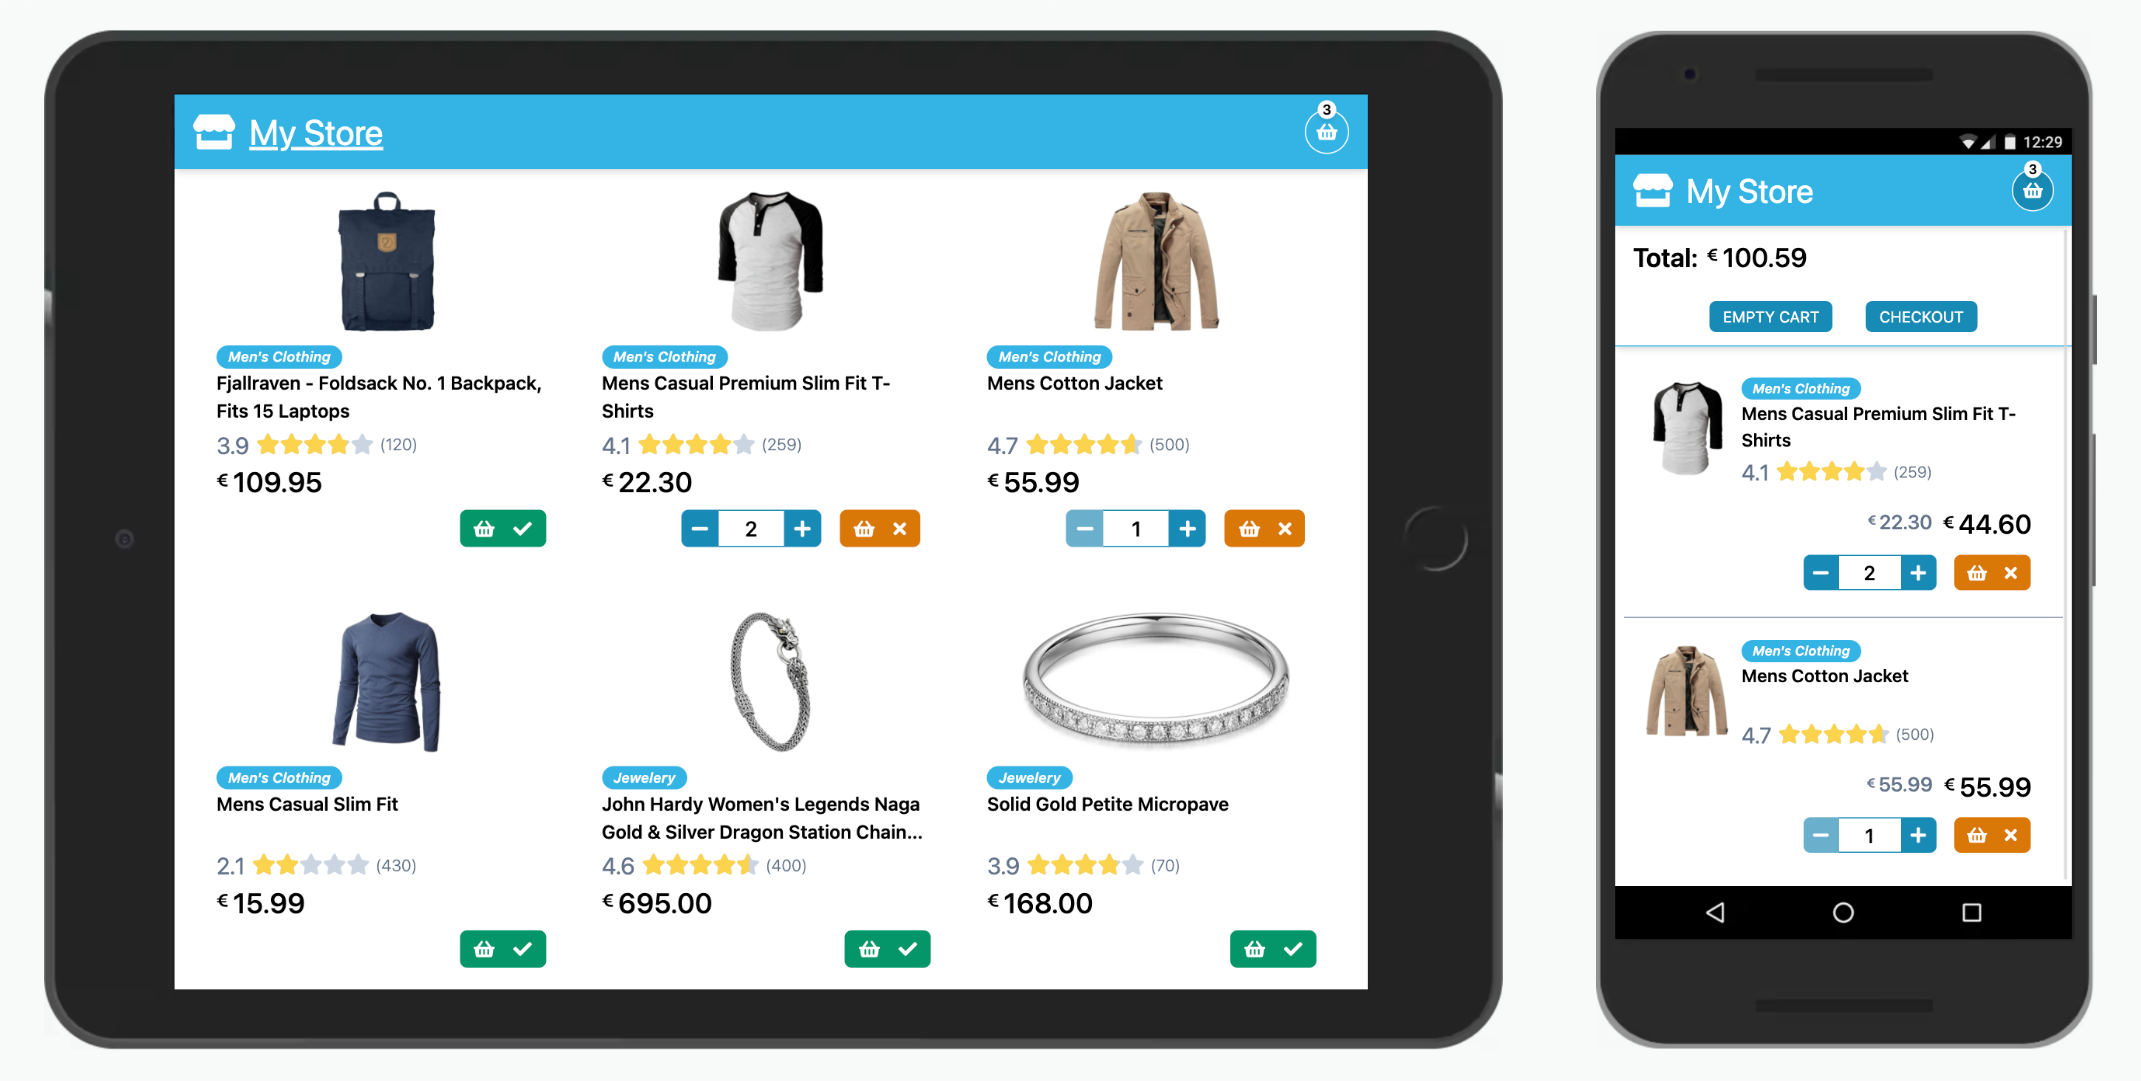 My Store
3
Men's Clothing
Fjallraven - Foldsack No. 1 Backpack,
Fits 15 Laptops
3.9 (120)
€ 109.95
Men's Clothing
Mens Casual Premium Slim Fit T-
Shirts
4.1 (259)
€ 22.30
2
Men's Clothing
Mens Cotton Jacket
4.7 (500)
€ 55.99
1
Men's Clothing
Mens Casual Slim Fit
2.1 (430)
€ 15.99
Jewelery
John Hardy Women's Legends Naga
Gold & Silver Dragon Station Chain...
4.6 (400)
€ 695.00
Jewelery
Solid Gold Petite Micropave
3.9 (70)
€ 168.00
12:29
My Store
3
Total: € 100.59
EMPTY CART CHECKOUT
Men's Clothing
Mens Casual Premium Slim Fit T-
Shirts
4.1 (259)
€ 22.30 € 44.60
2
Men's Clothing
Mens Cotton Jacket
4.7 (500)
€ 55.99 € 55.99
1